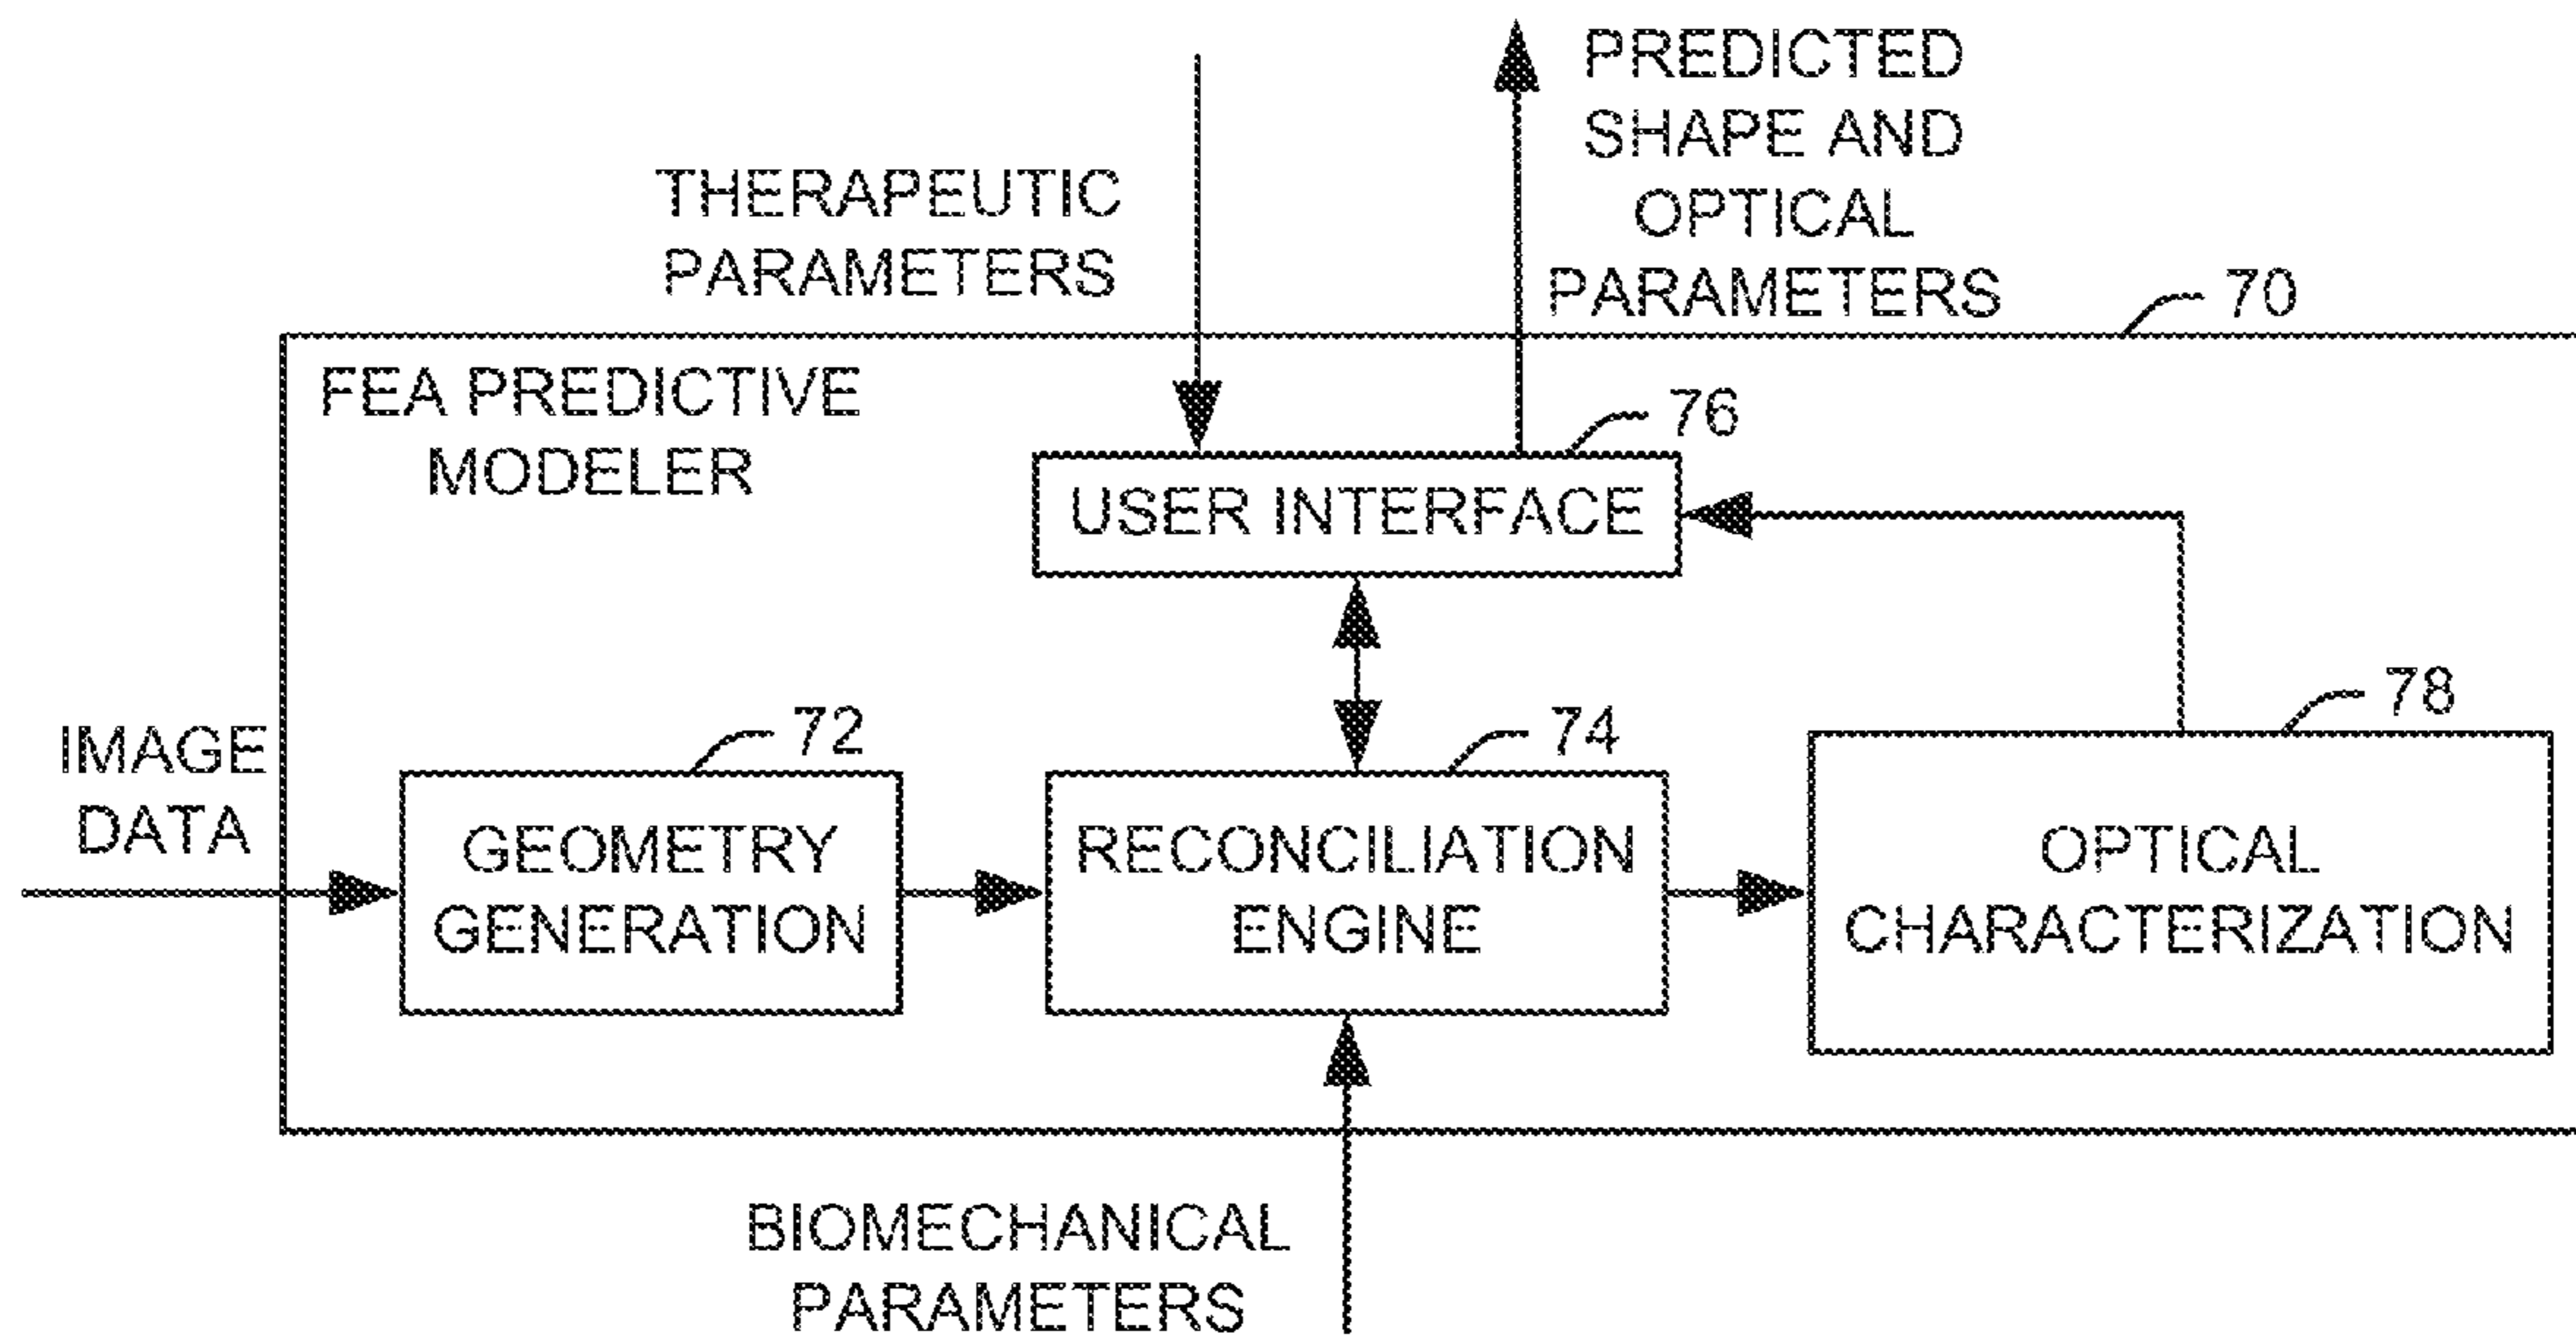 PREDICTED
SHAPE AND
OPTICAL
PARAMETERS
THERAPEUTIC
PARAMETERS
70
FEA PREDICTIVE
MODELER
76
USER INTERFACE
IMAGE
DATA
72
GEOMETRY
GENERATION
74
RECONCILIATION
ENGINE
78
OPTICAL
CHARACTERIZATION
BIOMECHANICAL
PARAMETERS